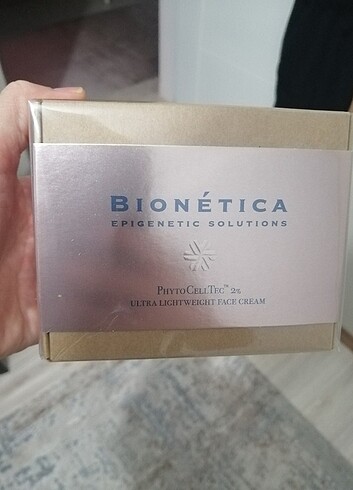 BIONÉTICA
EPIGENETIC SOLUTIONS
PHYTOCELLTEC™ 2%
ULTRA LIGHTWEIGHT FACE CREAM